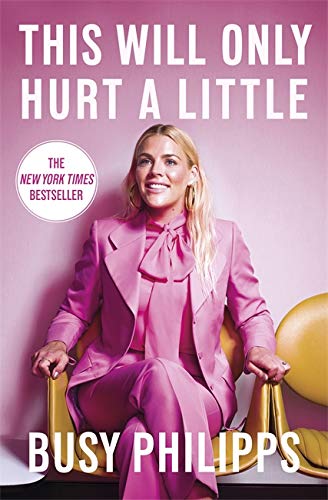 THIS WILL ONLY
HURT A LITTLE
THE
NEW YORK TIMES
BESTSELLER
BUSY PHILIPPS